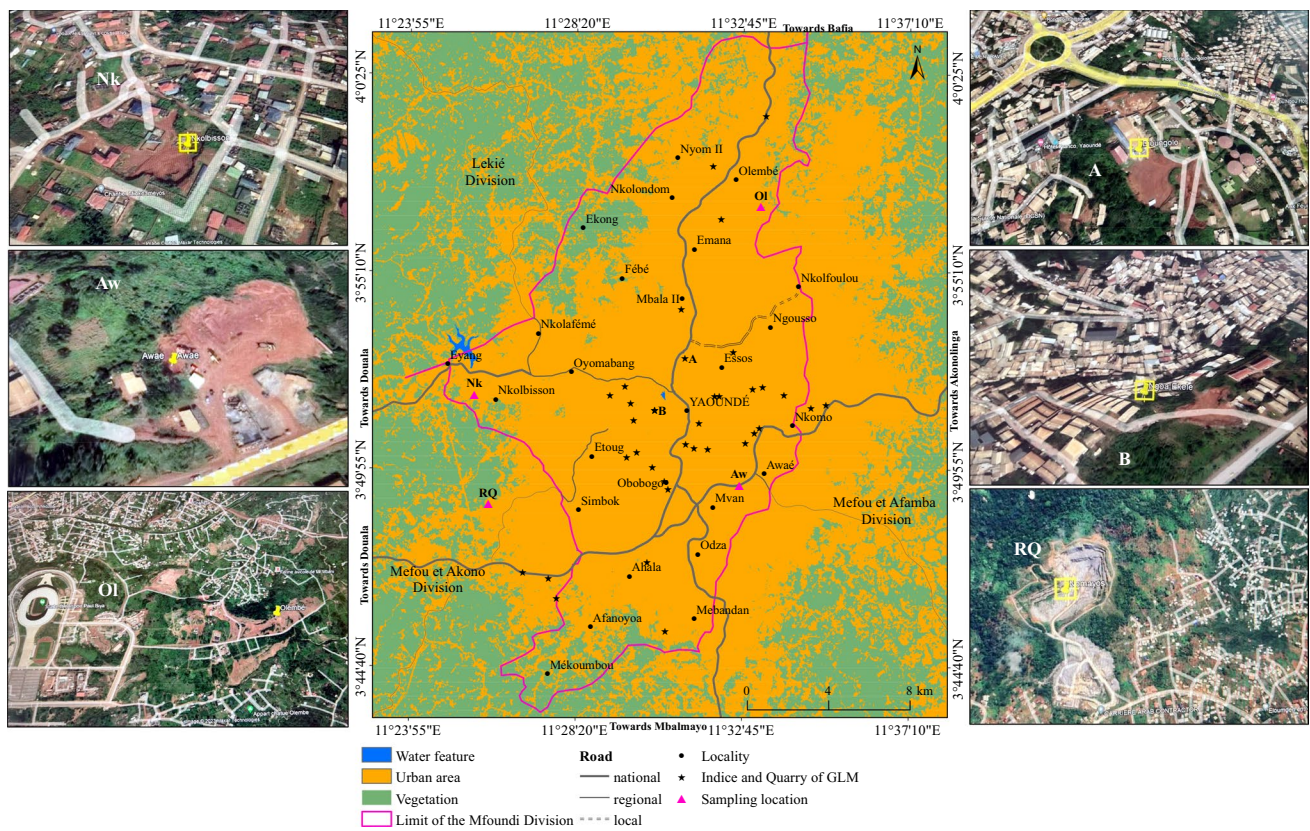 11°23'55"E
11°28'20"E
11°32'45"E
11°37'10"E
Towards Bafia
4°0'25"N
3°55'10"N
3°49'55"N
3°44'40"N
4°0'25"N
3°55'10"N
3°49'55"N
3°44'40"N
N
Nk
Nkolbisson
Aw
Awae
Awae
Ol
Olembé
A
B
Ngoa Ekele
RQ
Lekié
Division
Nyom II
Olembé
Nkolondom
Ol
Ekong
Emana
Fébé
Nkolfoulou
Mbala II
Ngousso
Nkolafémé
A
Essos
Eyang
Oyomabang
Nk
Nkolbisson
B
YAOUNDÉ
Nkomo
Etoug
Aw
Awaé
Obobogo
RQ
Simbok
Mvan
Mefou et Afamba
Division
Odza
Mefou et Akono
Division
Ahala
Afanoyoa
Mebandan
Mékoumbou
0
4
8 km
Towards Douala
Towards Douala
Towards Akonolinga
11°23'55"E
11°28'20"E
Towards Mbalmayo
11°32'45"E
11°37'10"E
Water feature
Urban area
Vegetation
Limit of the Mfoundi Division
Road
national
regional
local
Locality
Indice and Quarry of GLM
Sampling location